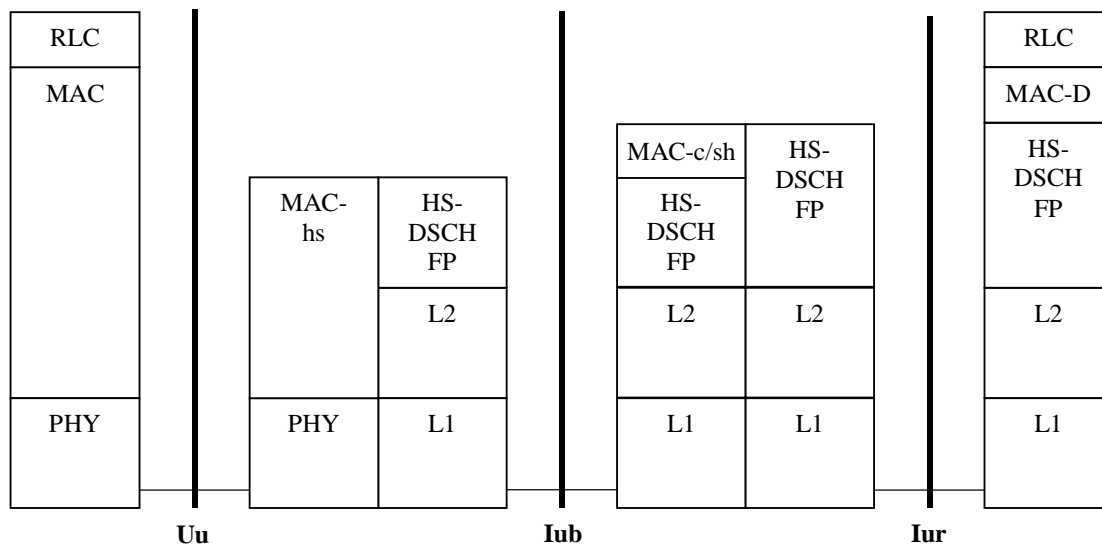 RLC
MAC
PHY
MAC-
hs
PHY
HS-
DSCH
FP
L2
L1
MAC-c/sh
HS-
DSCH
FP
L2
L1
HS-
DSCH
FP
L2
L1
RLC
MAC-D
HS-
DSCH
FP
L2
L1
Uu
Iub
Iur